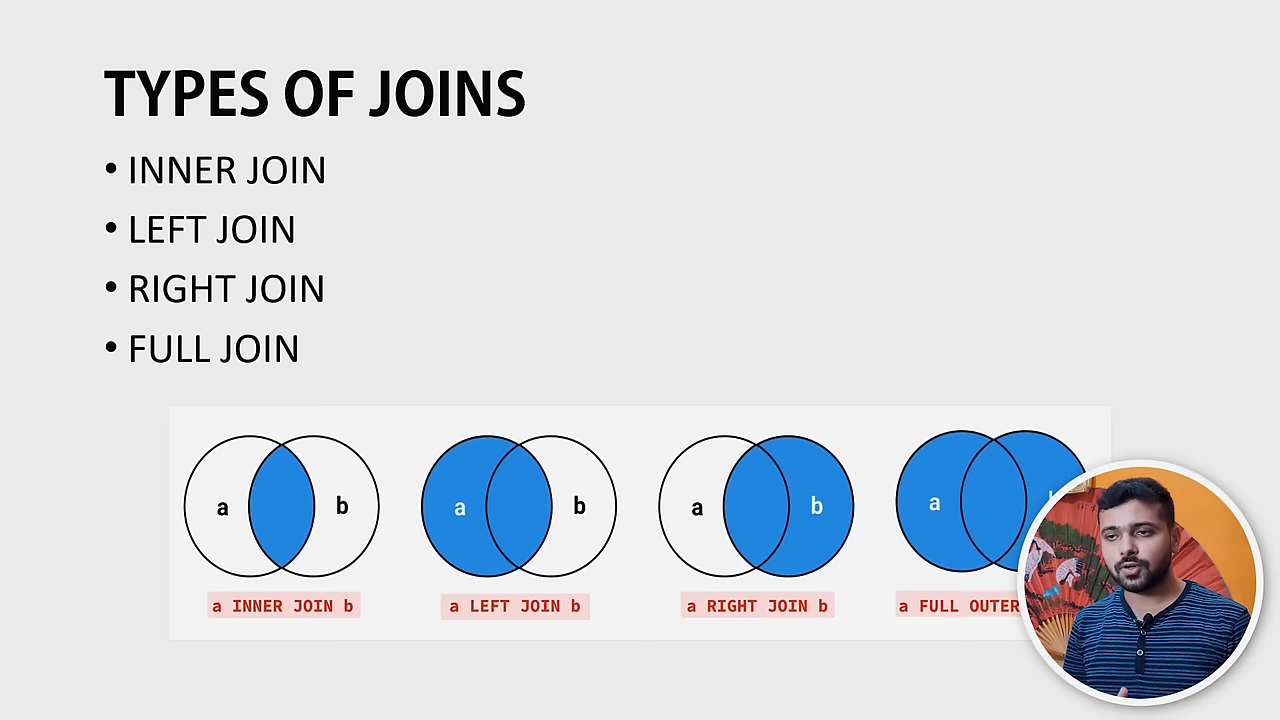 TYPES OF JOINS
• INNER JOIN
• LEFT JOIN
• RIGHT JOIN
• FULL JOIN
a b
a b
a b
a
a INNER JOIN b
a LEFT JOIN b
a RIGHT JOIN b
a FULL OUTER